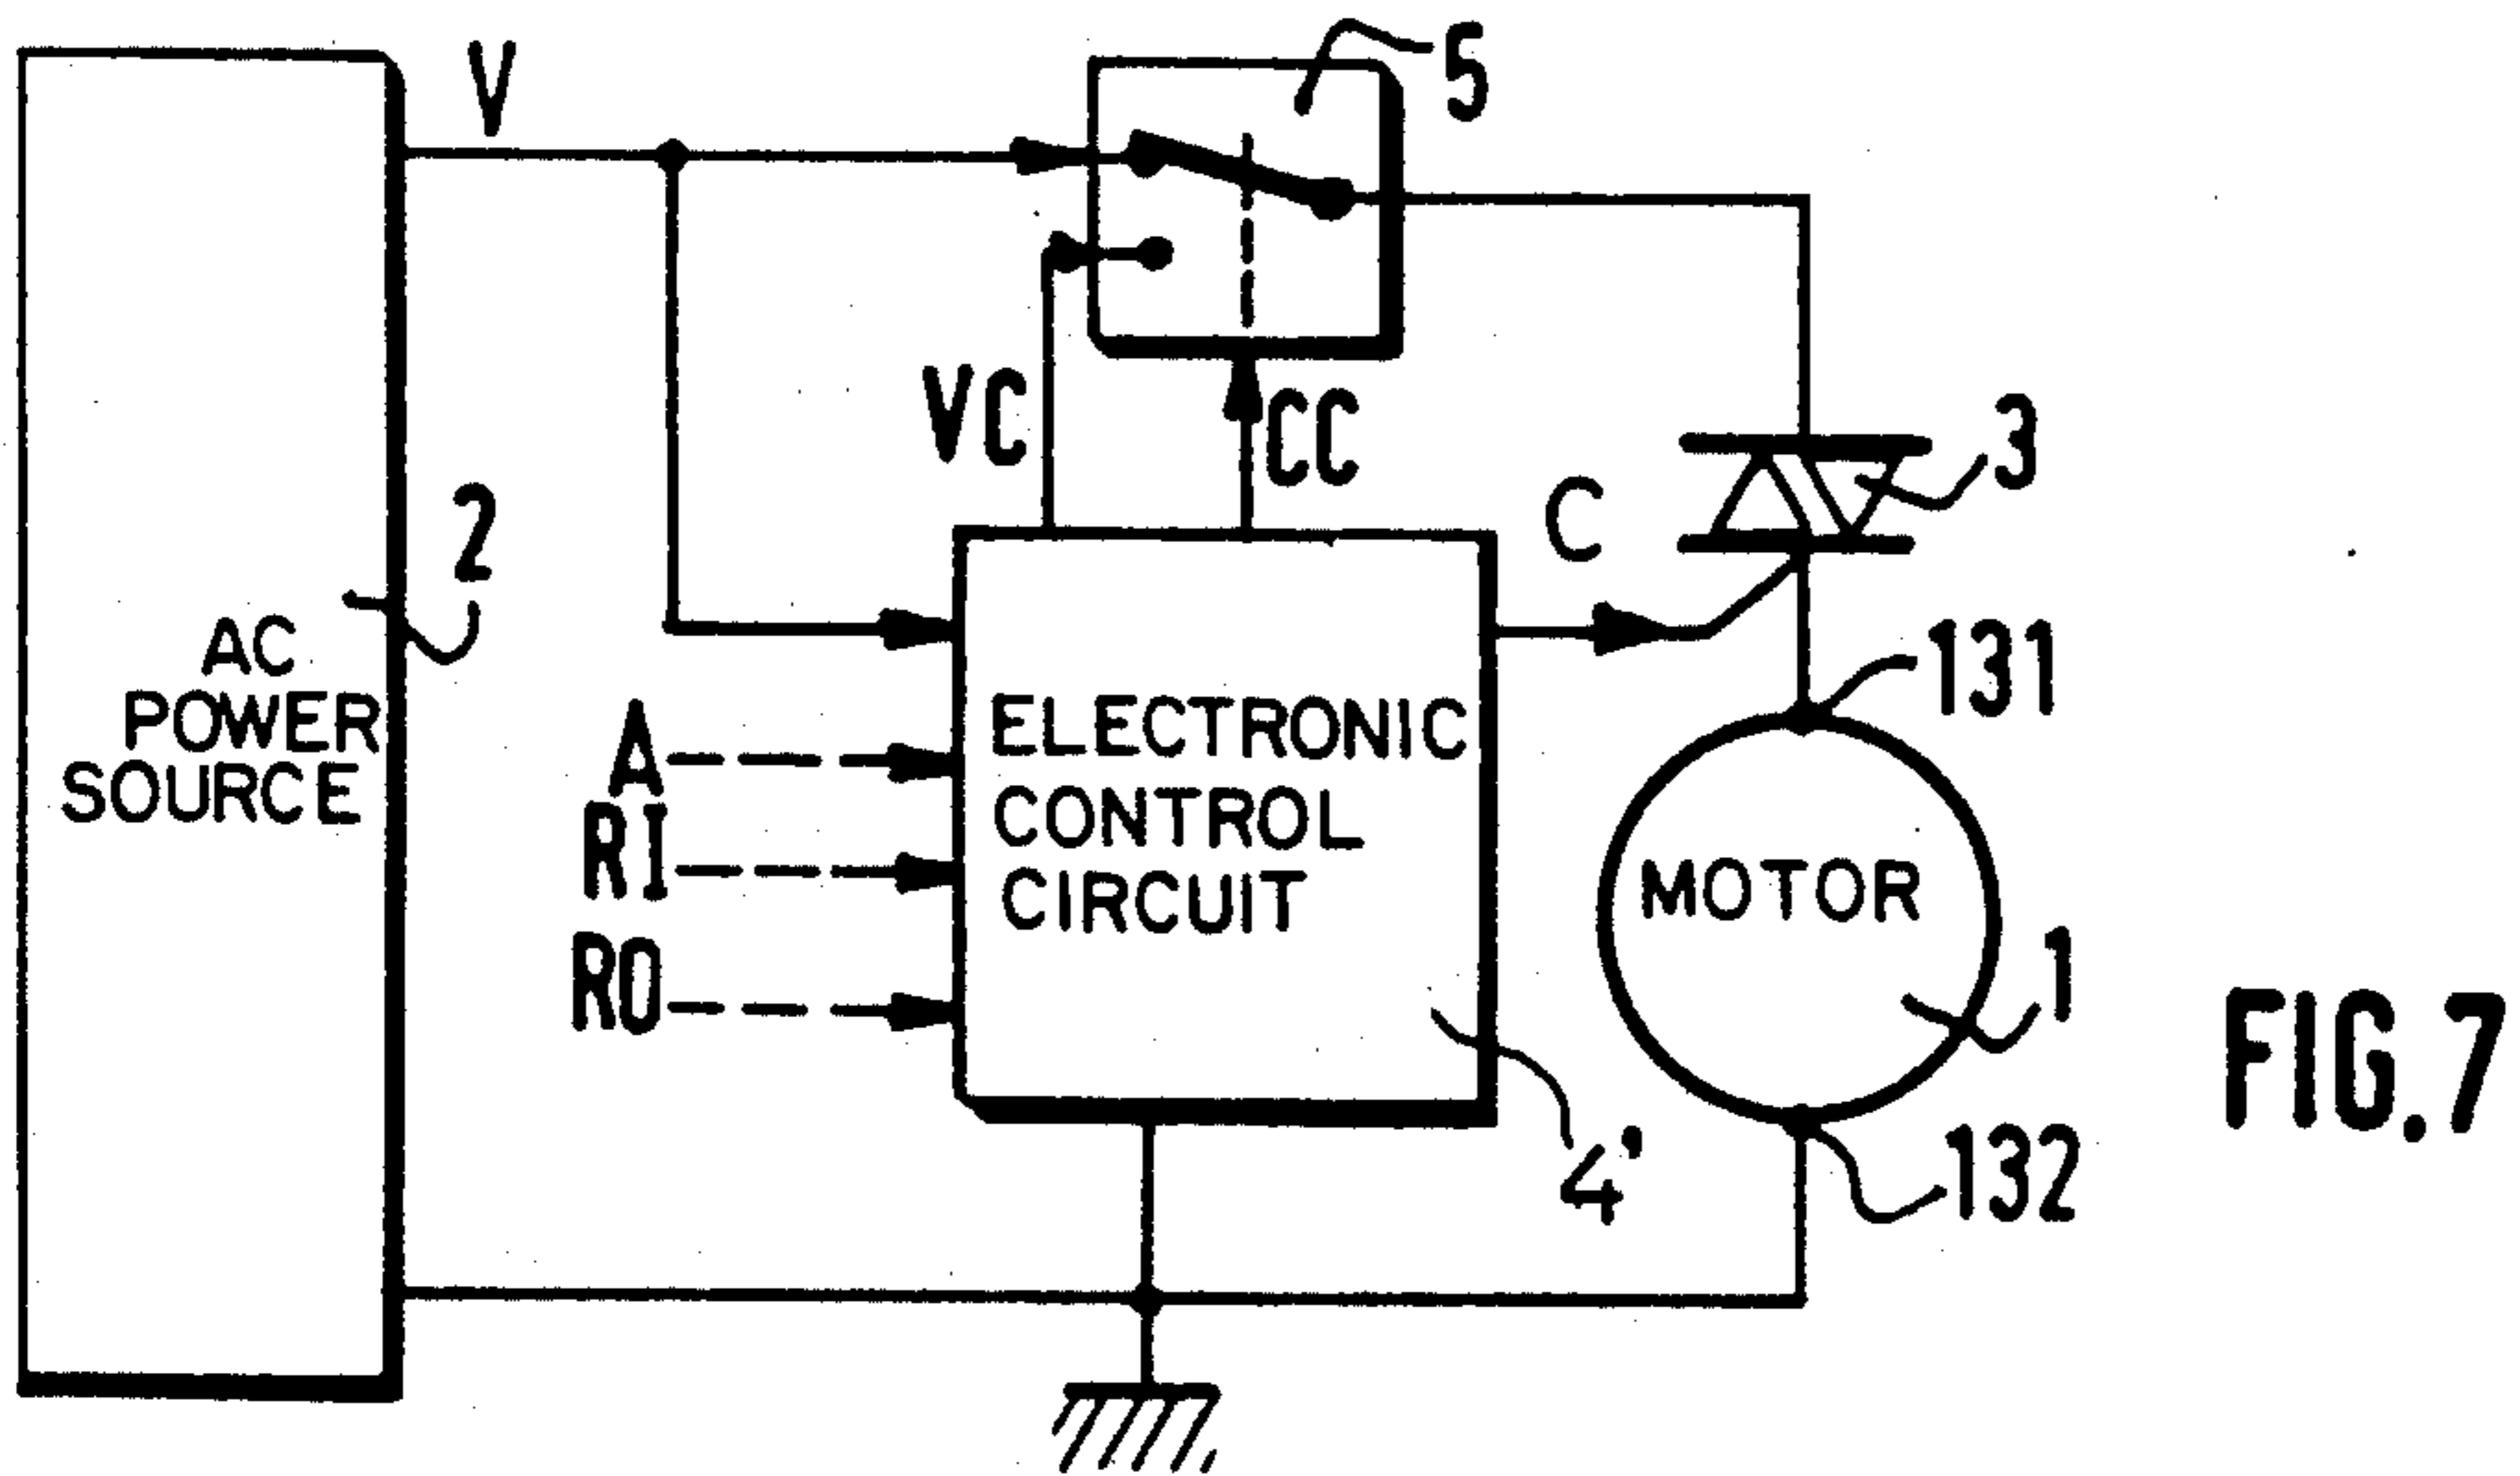 V
5
VC
CC
3
2
C
AC
POWER
SOURCE
131
A
RI
RO
ELECTRONIC
CONTROL
CIRCUIT
MOTOR
1
FIG.7
4'
132